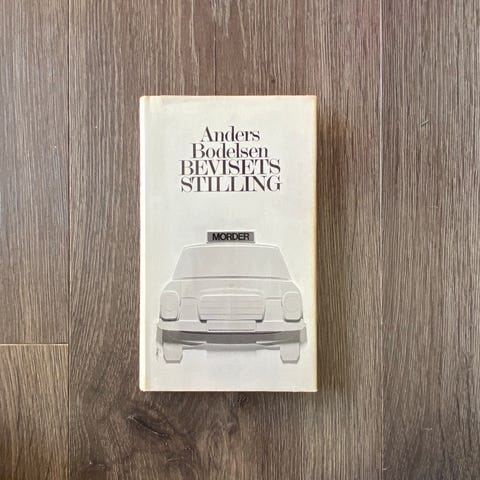 Anders
Bodelsen
BEVISETS
STILLING
MORDER